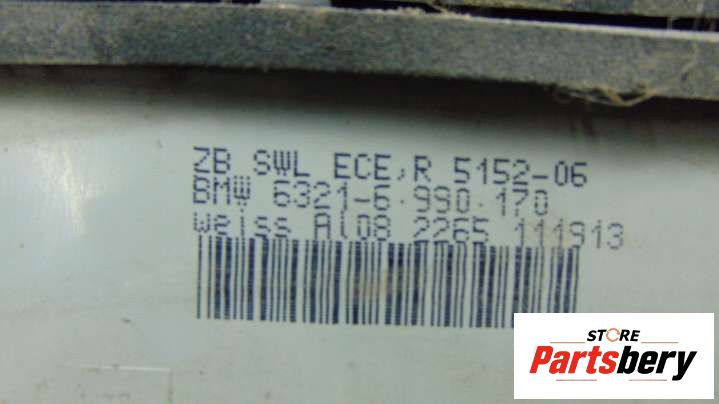 ZB SWL ECE,R 5152-06
BMW 6321-6·990·170
weiss Al08 2265 111913
STORE
Partsbery